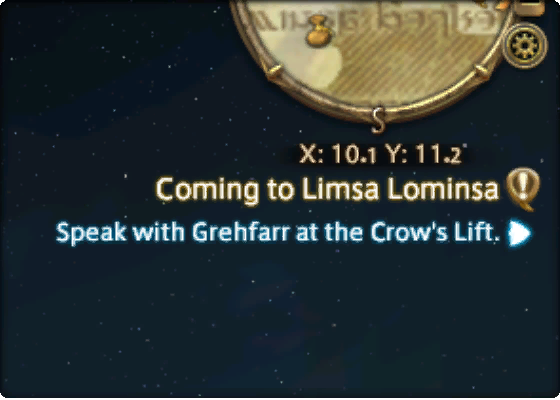 S
X: 10.1 Y: 11.2
Coming to Limsa Lominsa
Speak with Grehfarr at the Crow's Lift.